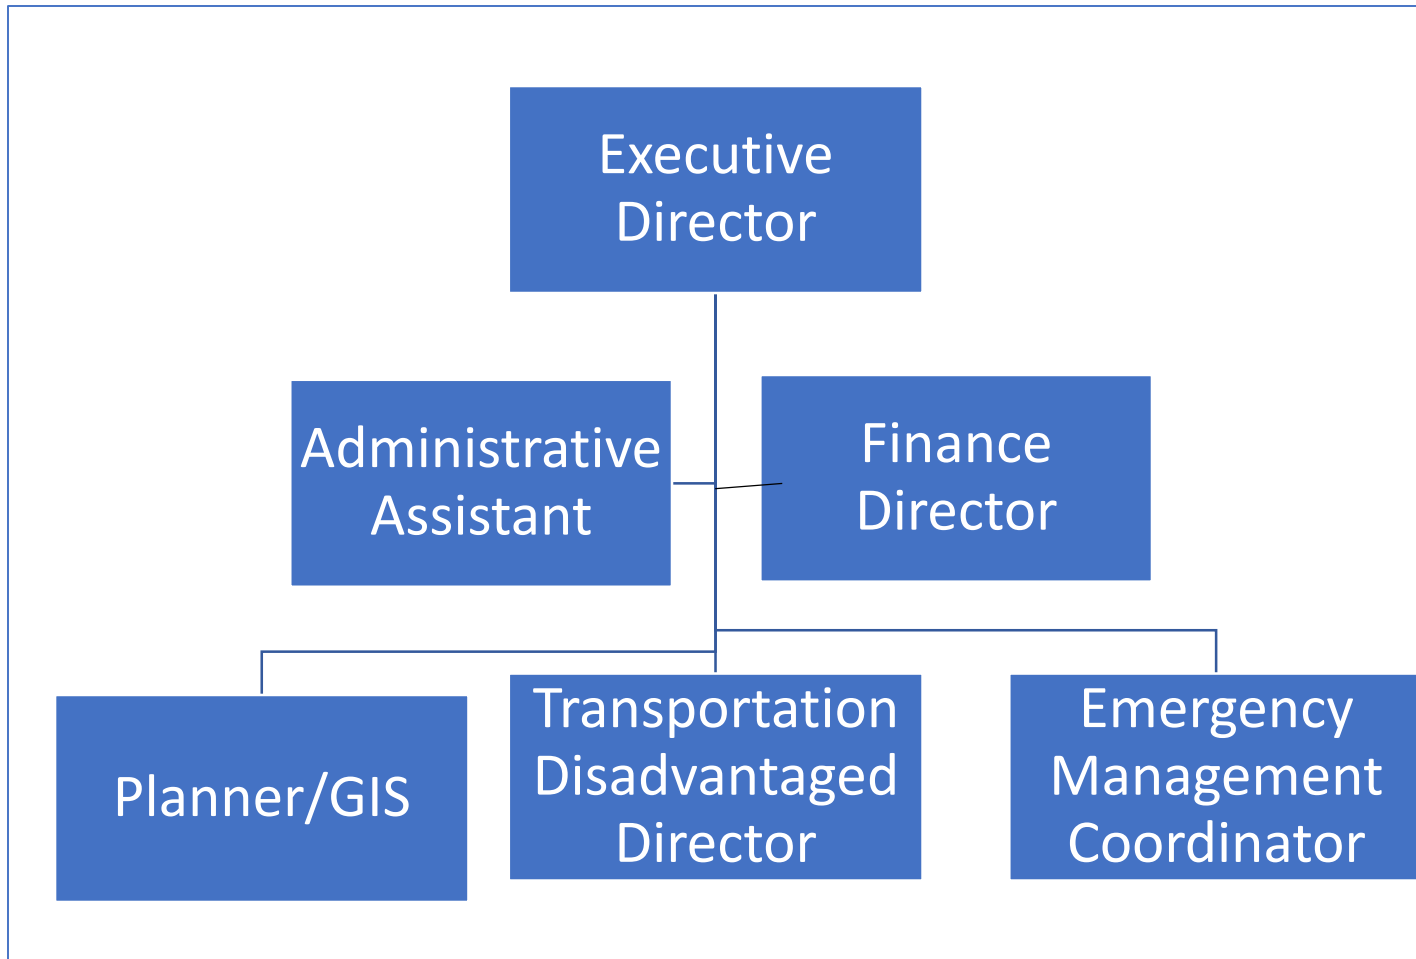 Executive
Director
Administrative
Assistant
Finance
Director
Planner/GIS
Transportation
Disadvantaged
Director
Emergency
Management
Coordinator